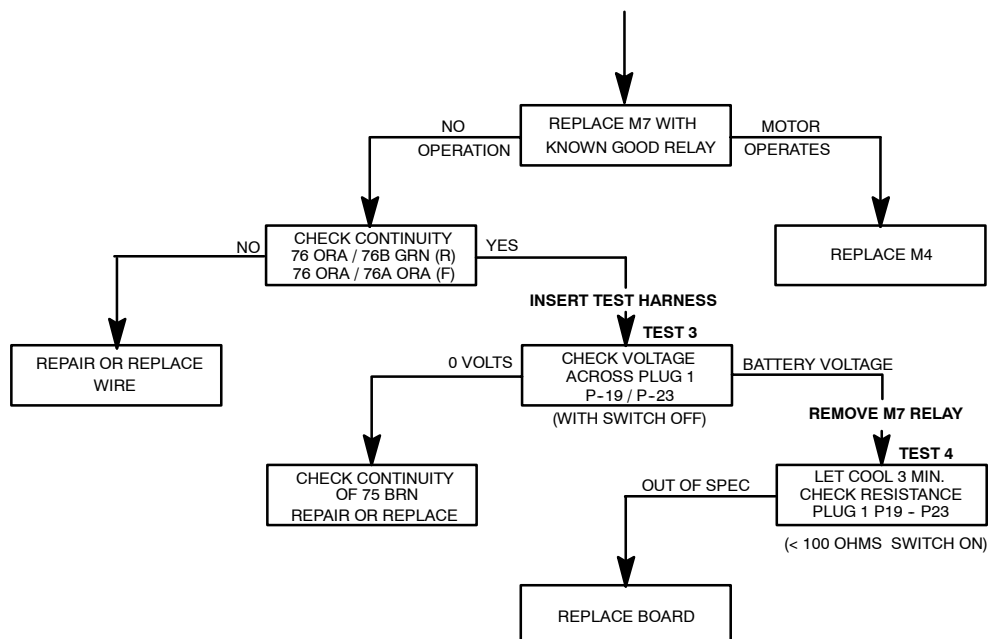 REPLACE M7 WITH
KNOWN GOOD RELAY
NO
OPERATION
MOTOR
OPERATES
CHECK CONTINUITY
76 ORA / 76B GRN (R)
76 ORA / 76A ORA (F)
NO
YES
REPLACE M4
INSERT TEST HARNESS
TEST 3
REPAIR OR REPLACE
WIRE
0 VOLTS
CHECK VOLTAGE
ACROSS PLUG 1
P-19 / P-23
BATTERY VOLTAGE
(WITH SWITCH OFF)
REMOVE M7 RELAY
TEST 4
CHECK CONTINUITY
OF 75 BRN
REPAIR OR REPLACE
OUT OF SPEC
LET COOL 3 MIN.
CHECK RESISTANCE
PLUG 1 P19 - P23
(< 100 OHMS SWITCH ON)
REPLACE BOARD